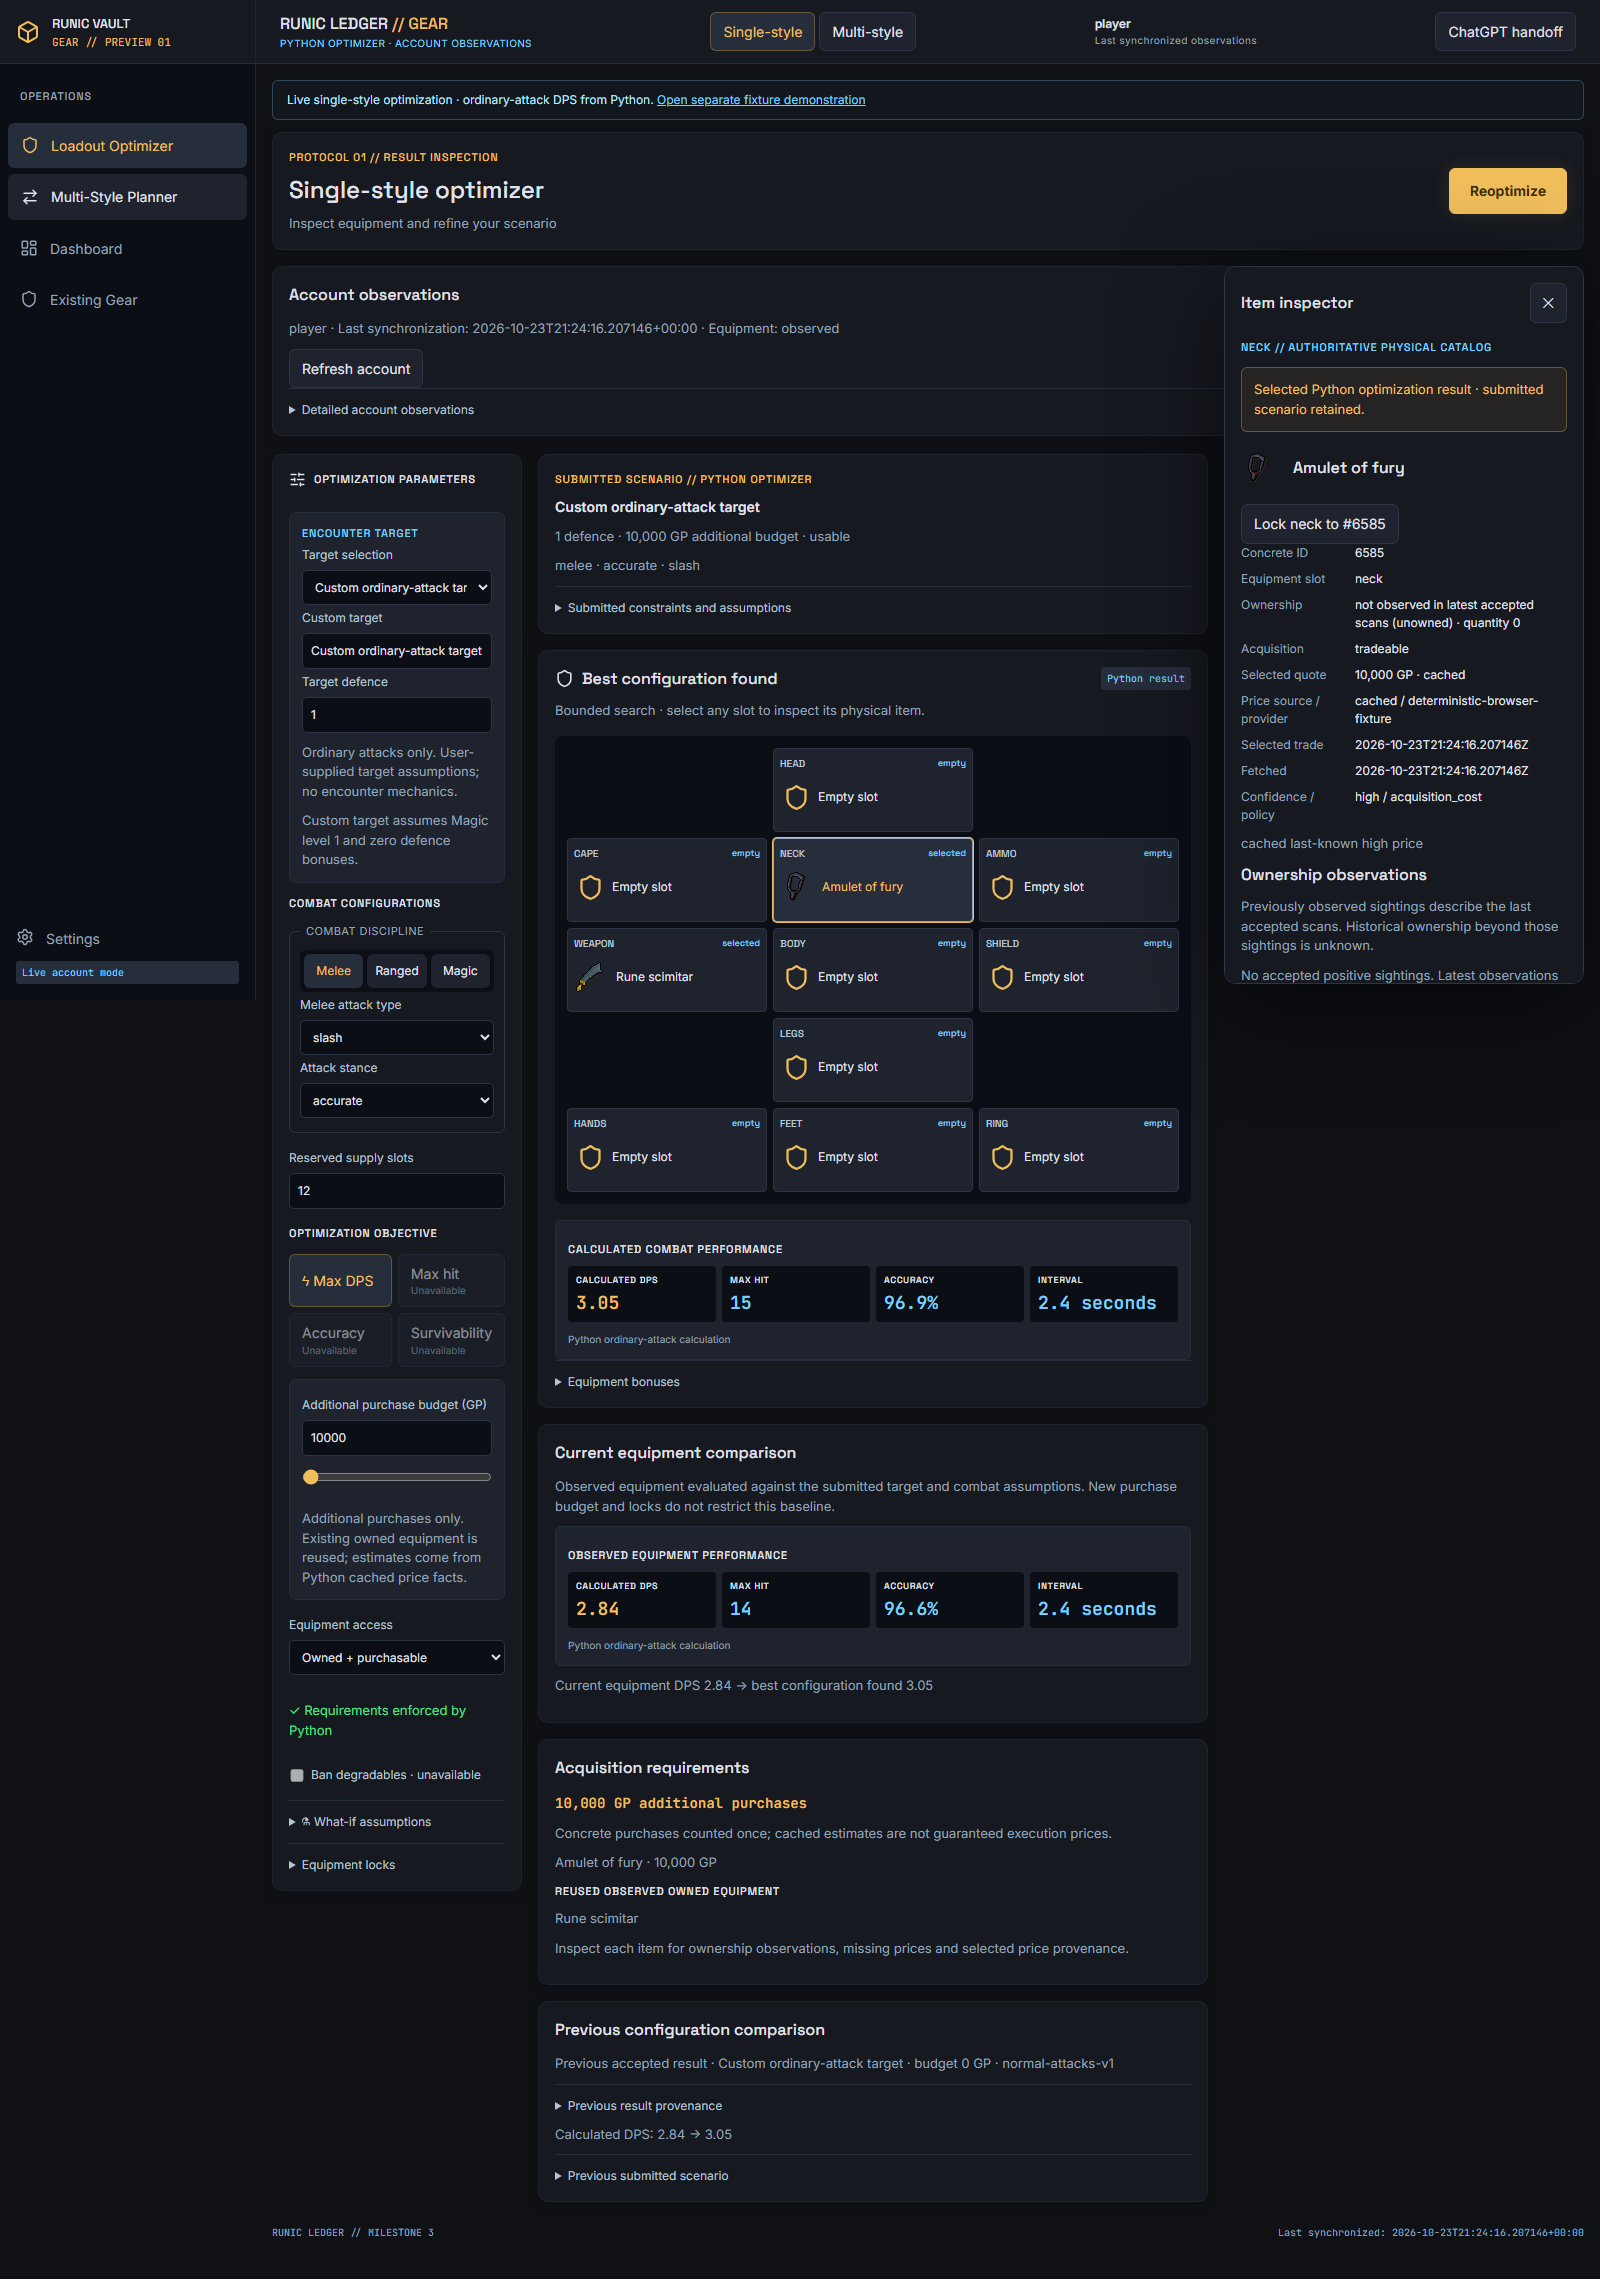 RUNIC VAULT
GEAR // PREVIEW 01
RUNIC LEDGER // GEAR
PYTHON OPTIMIZER · ACCOUNT OBSERVATIONS
Single-style
Multi-style
player
Last synchronized observations
ChatGPT handoff
OPERATIONS
Loadout Optimizer
Multi-Style Planner
Dashboard
Existing Gear
Settings
Live account mode
Live single-style optimization · ordinary-attack DPS from Python. Open separate fixture demonstration
PROTOCOL 01 // RESULT INSPECTION
Single-style optimizer
Inspect equipment and refine your scenario
Reoptimize
Account observations
player · Last synchronization: 2026-10-23T21:24:16.207146+00:00 · Equipment: observed
Refresh account
Detailed account observations
OPTIMIZATION PARAMETERS
ENCOUNTER TARGET
Target selection
Custom ordinary-attack tar
Custom target
Custom ordinary-attack target
Target defence
1
Ordinary attacks only. User-
supplied target assumptions;
no encounter mechanics.
Custom target assumes Magic
level 1 and zero defence
bonuses.
COMBAT CONFIGURATIONS
COMBAT DISCIPLINE
Melee
Ranged
Magic
Melee attack type
slash
Attack stance
accurate
Reserved supply slots
12
OPTIMIZATION OBJECTIVE
ϟ Max DPS
Max hit
Unavailable
Accuracy
Unavailable
Survivability
Unavailable
Additional purchase budget (GP)
10000
Additional purchases only.
Existing owned equipment is
reused; estimates come from
Python cached price facts.
Equipment access
Owned + purchasable
✓ Requirements enforced by
Python
Ban degradables · unavailable
⚗ What-if assumptions
Equipment locks
SUBMITTED SCENARIO // PYTHON OPTIMIZER
Custom ordinary-attack target
1 defence · 10,000 GP additional budget · usable
melee · accurate · slash
Submitted constraints and assumptions
Best configuration found
Python result
Bounded search · select any slot to inspect its physical item.
HEAD
empty
Empty slot
CAPE
empty
Empty slot
NECK
selected
Amulet of fury
AMMO
empty
Empty slot
WEAPON
selected
Rune scimitar
BODY
empty
Empty slot
SHIELD
empty
Empty slot
LEGS
empty
Empty slot
HANDS
empty
Empty slot
FEET
empty
Empty slot
RING
empty
Empty slot
CALCULATED COMBAT PERFORMANCE
CALCULATED DPS
3.05
MAX HIT
15
ACCURACY
96.9%
INTERVAL
2.4 seconds
Python ordinary-attack calculation
Equipment bonuses
Current equipment comparison
Observed equipment evaluated against the submitted target and combat assumptions. New purchase
budget and locks do not restrict this baseline.
OBSERVED EQUIPMENT PERFORMANCE
CALCULATED DPS
2.84
MAX HIT
14
ACCURACY
96.6%
INTERVAL
2.4 seconds
Python ordinary-attack calculation
Current equipment DPS 2.84 → best configuration found 3.05
Acquisition requirements
10,000 GP additional purchases
Concrete purchases counted once; cached estimates are not guaranteed execution prices.
Amulet of fury · 10,000 GP
REUSED OBSERVED OWNED EQUIPMENT
Rune scimitar
Inspect each item for ownership observations, missing prices and selected price provenance.
Previous configuration comparison
Previous accepted result · Custom ordinary-attack target · budget 0 GP · normal-attacks-v1
Previous result provenance
Calculated DPS: 2.84 → 3.05
Previous submitted scenario
Item inspector
NECK // AUTHORITATIVE PHYSICAL CATALOG
Selected Python optimization result · submitted
scenario retained.
Amulet of fury
Lock neck to #6585
Concrete ID 6585
Equipment slot neck
Ownership not observed in latest accepted
scans (unowned) · quantity 0
Acquisition tradeable
Selected quote 10,000 GP · cached
Price source / cached / deterministic-browser-
provider fixture
Selected trade 2026-10-23T21:24:16.207146Z
Fetched 2026-10-23T21:24:16.207146Z
Confidence / high / acquisition_cost
policy
cached last-known high price
Ownership observations
Previously observed sightings describe the last
accepted scans. Historical ownership beyond those
sightings is unknown.
No accepted positive sightings. Latest observations
RUNIC LEDGER // MILESTONE 3
Last synchronized: 2026-10-23T21:24:16.207146+00:00